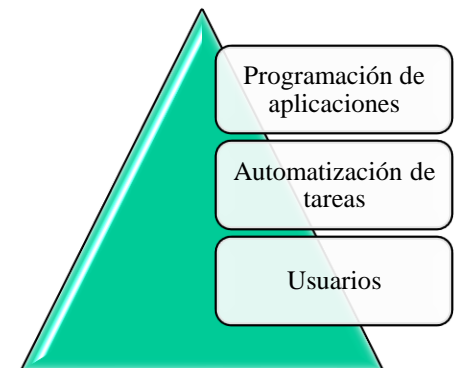 Programación de
aplicaciones
Automatización de
tareas
Usuarios